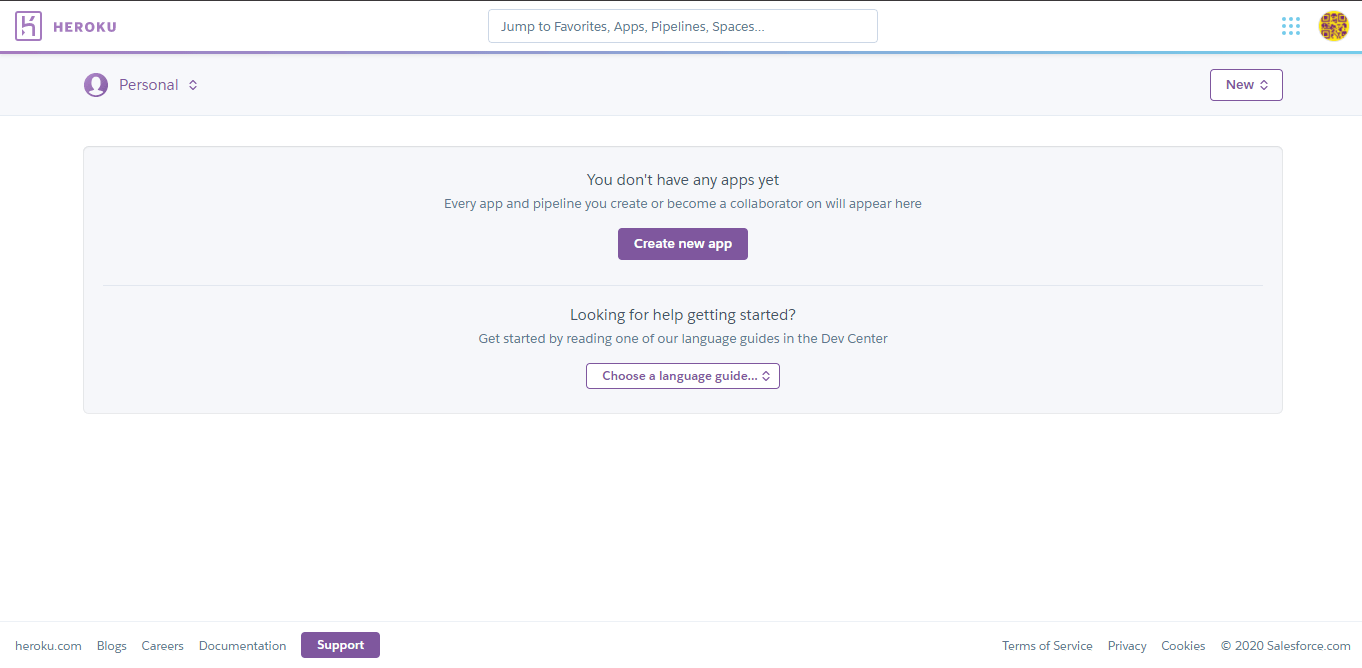 HEROKU
Jump to Favorites, Apps, Pipelines, Spaces...
Personal
New
You don't have any apps yet
Every app and pipeline you create or become a collaborator on will appear here
Create new app
Looking for help getting started?
Get started by reading one of our language guides in the Dev Center
Choose a language guide...
heroku.com Blogs Careers Documentation Support Terms of Service Privacy Cookies © 2020 Salesforce.com